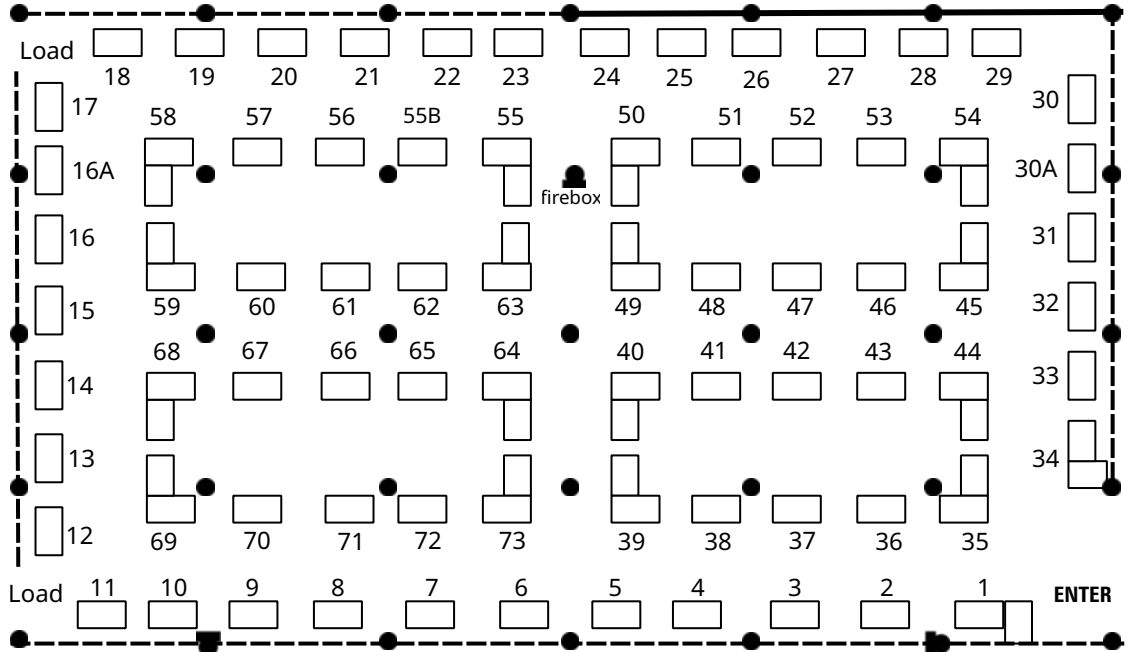 Load
18 19 20 21 22 23 24 25 26 27 28 29
17 30
58 57 56 55B 55 50 51 52 53 54
16A 30A
firebox
16 31
15 32
59 60 61 62 63 49 48 47 46 45
68 67 66 65 64 40 41 42 43 44
14 33
13 34
12
69 70 71 72 73 39 38 37 36 35
Load 11 10 9 8 7 6 5 4 3 2 1 ENTER